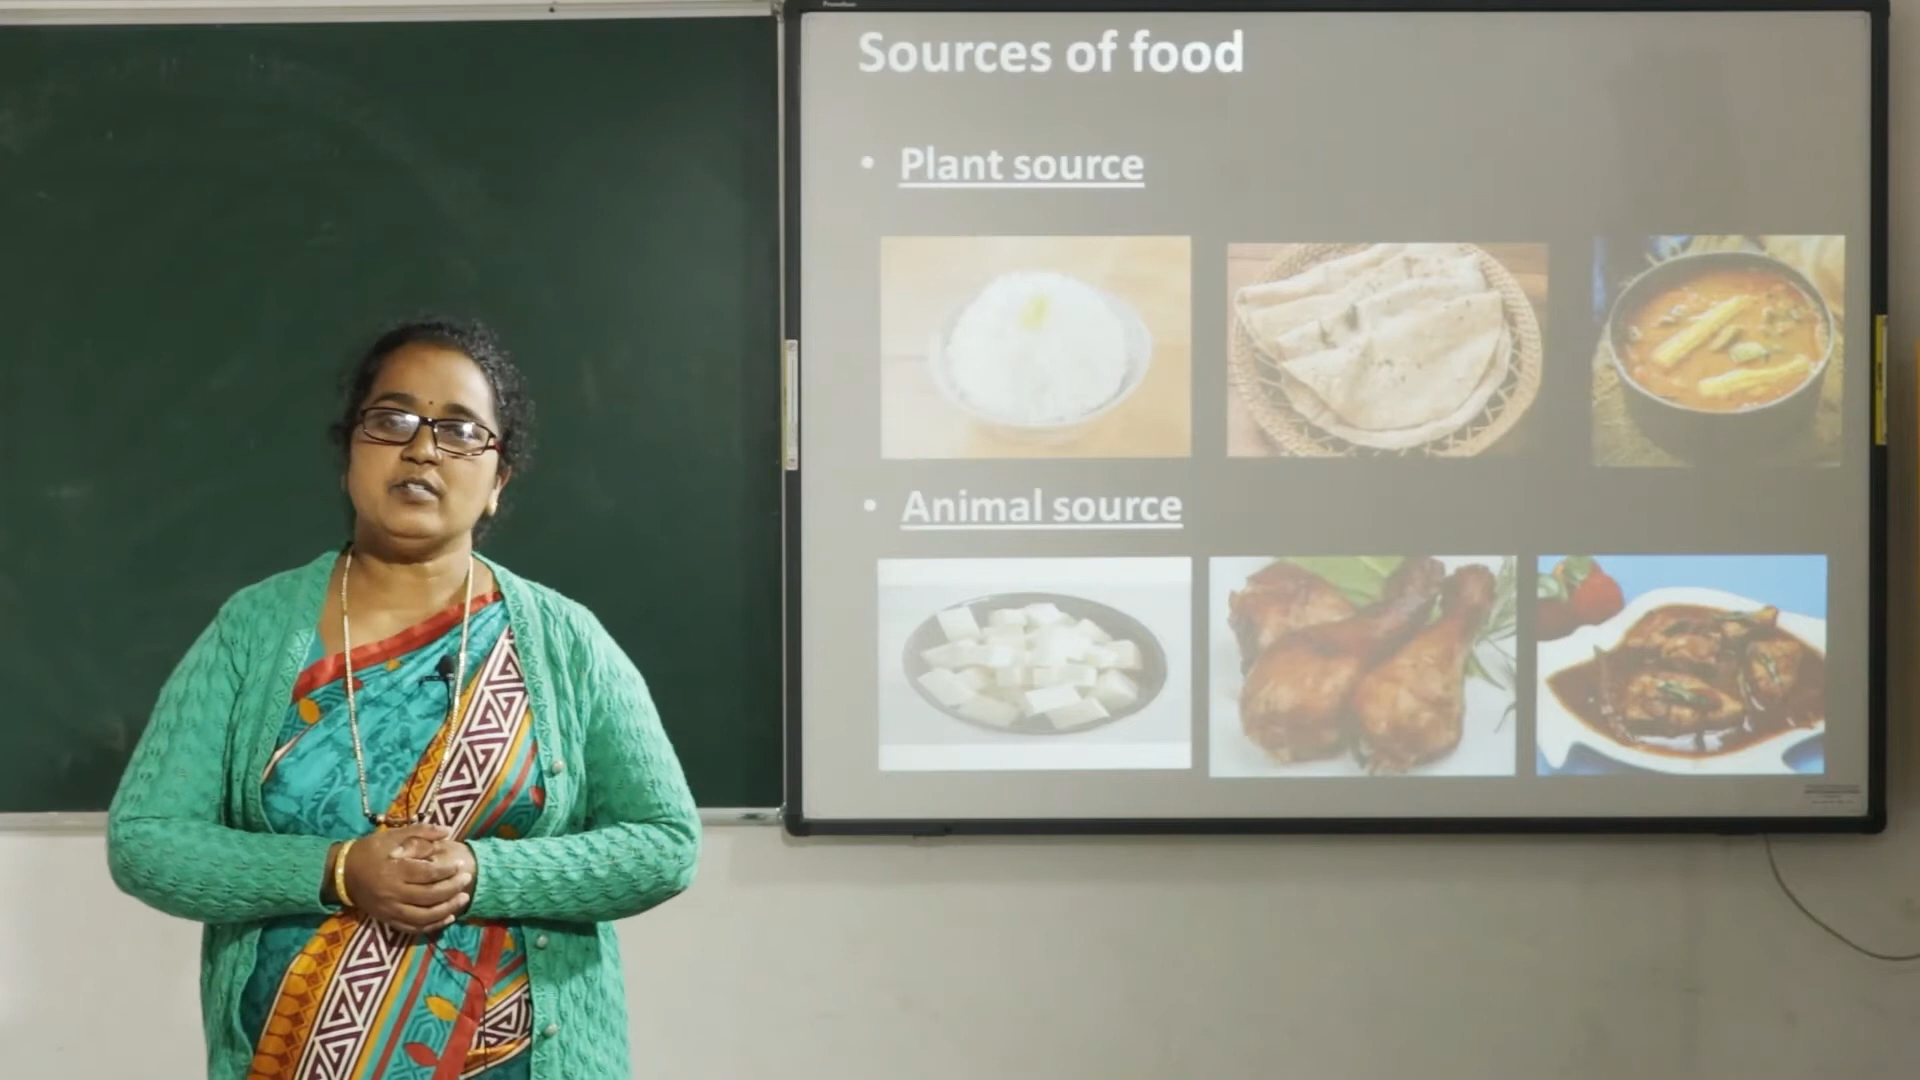 Sources of food
• Plant source
• Animal source